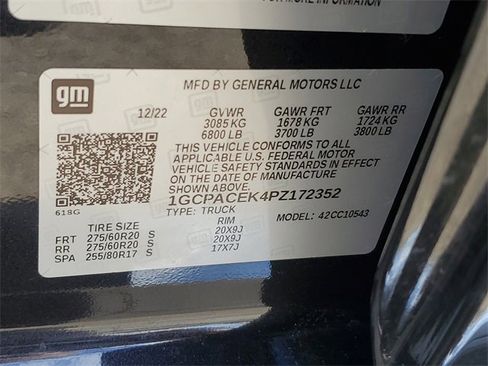 FOR MORE INFORMATION.
gm
MFD BY GENERAL MOTORS LLC
12/22 GVWR GAWR FRT GAWR RR
3085 KG 1678 KG 1724 KG
6800 LB 3700 LB 3800 LB
THIS VEHICLE CONFORMS TO ALL
APPLICABLE U.S. FEDERAL MOTOR
VEHICLE SAFETY STANDARDS IN EFFECT
ON THE DATE OF MANUFACTURE
SHOWN ABOVE.
1GCPACEK4PZ172352
618G
TYPE: TRUCK MODEL: 42CC10543
TIRE SIZE RIM
FRT 275/60R20 S 20X9J
RR 275/60R20 S 20X9J
SPA 255/80R17 S 17X7J